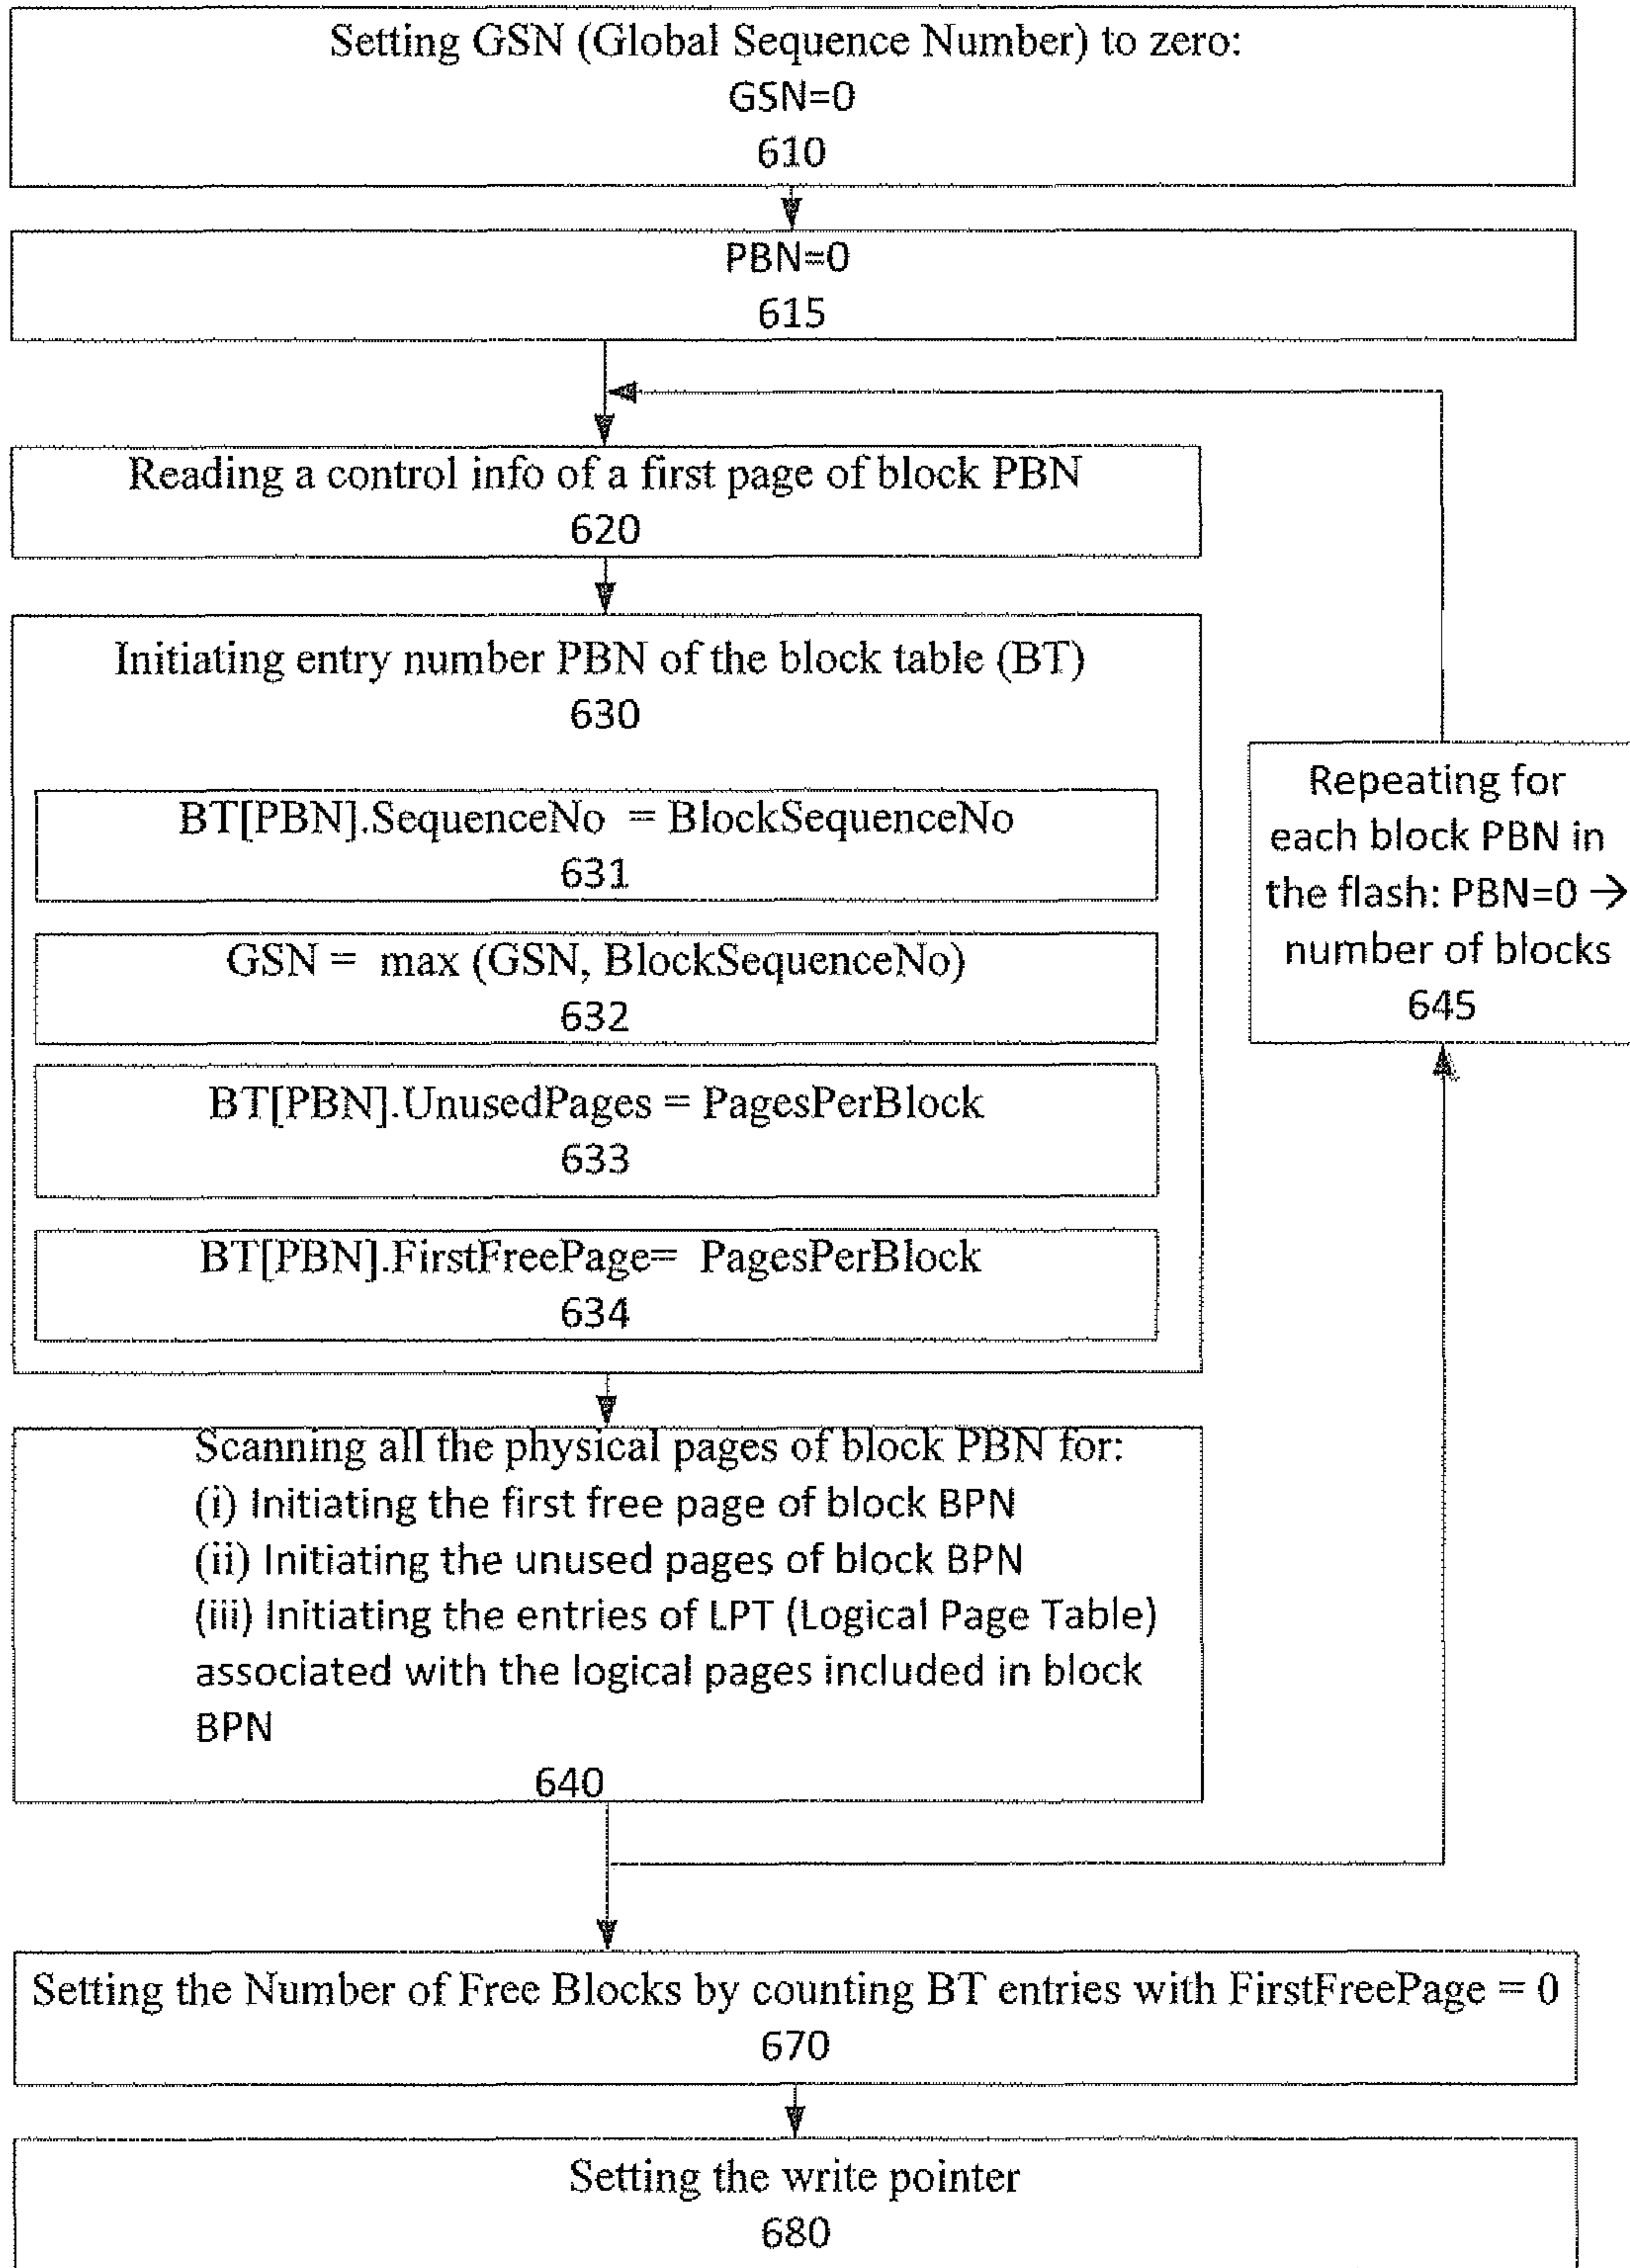 Setting GSN (Global Sequence Number) to zero:
GSN=0
610
PBN=0
615
Reading a control info of a first page of block PBN
620
Initiating entry number PBN of the block table (BT)
630
BT[PBN].SequenceNo = BlockSequenceNo
631
GSN = max (GSN, BlockSequenceNo)
632
BT[PBN].UnusedPages = PagesPerBlock
633
BT[PBN].FirstFreePage= PagesPerBlock
634
Repeating for
each block PBN in
the flash: PBN=0 →
number of blocks
645
Scanning all the physical pages of block PBN for:
(i) Initiating the first free page of block BPN
(ii) Initiating the unused pages of block BPN
(iii) Initiating the entries of LPT (Logical Page Table)
associated with the logical pages included in block
BPN
640
Setting the Number of Free Blocks by counting BT entries with FirstFreePage = 0
670
Setting the write pointer
680